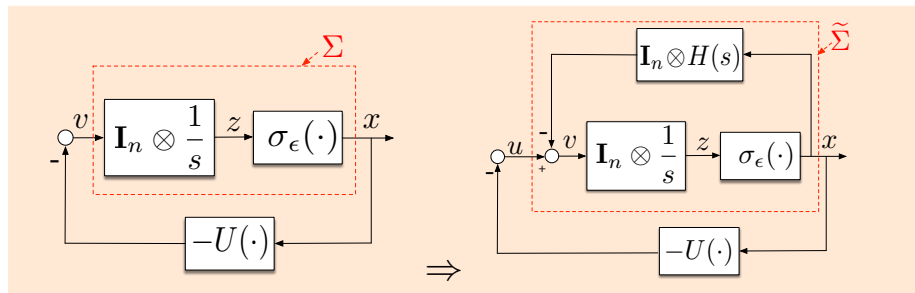 Σ
v
I_n ⊗ 1/s
z
σ_ϵ(·)
x
-
-U(·)
⇒
Σ̃
I_n ⊗ H(s)
-
u
+
v
I_n ⊗ 1/s
z
σ_ϵ(·)
x
-
-U(·)